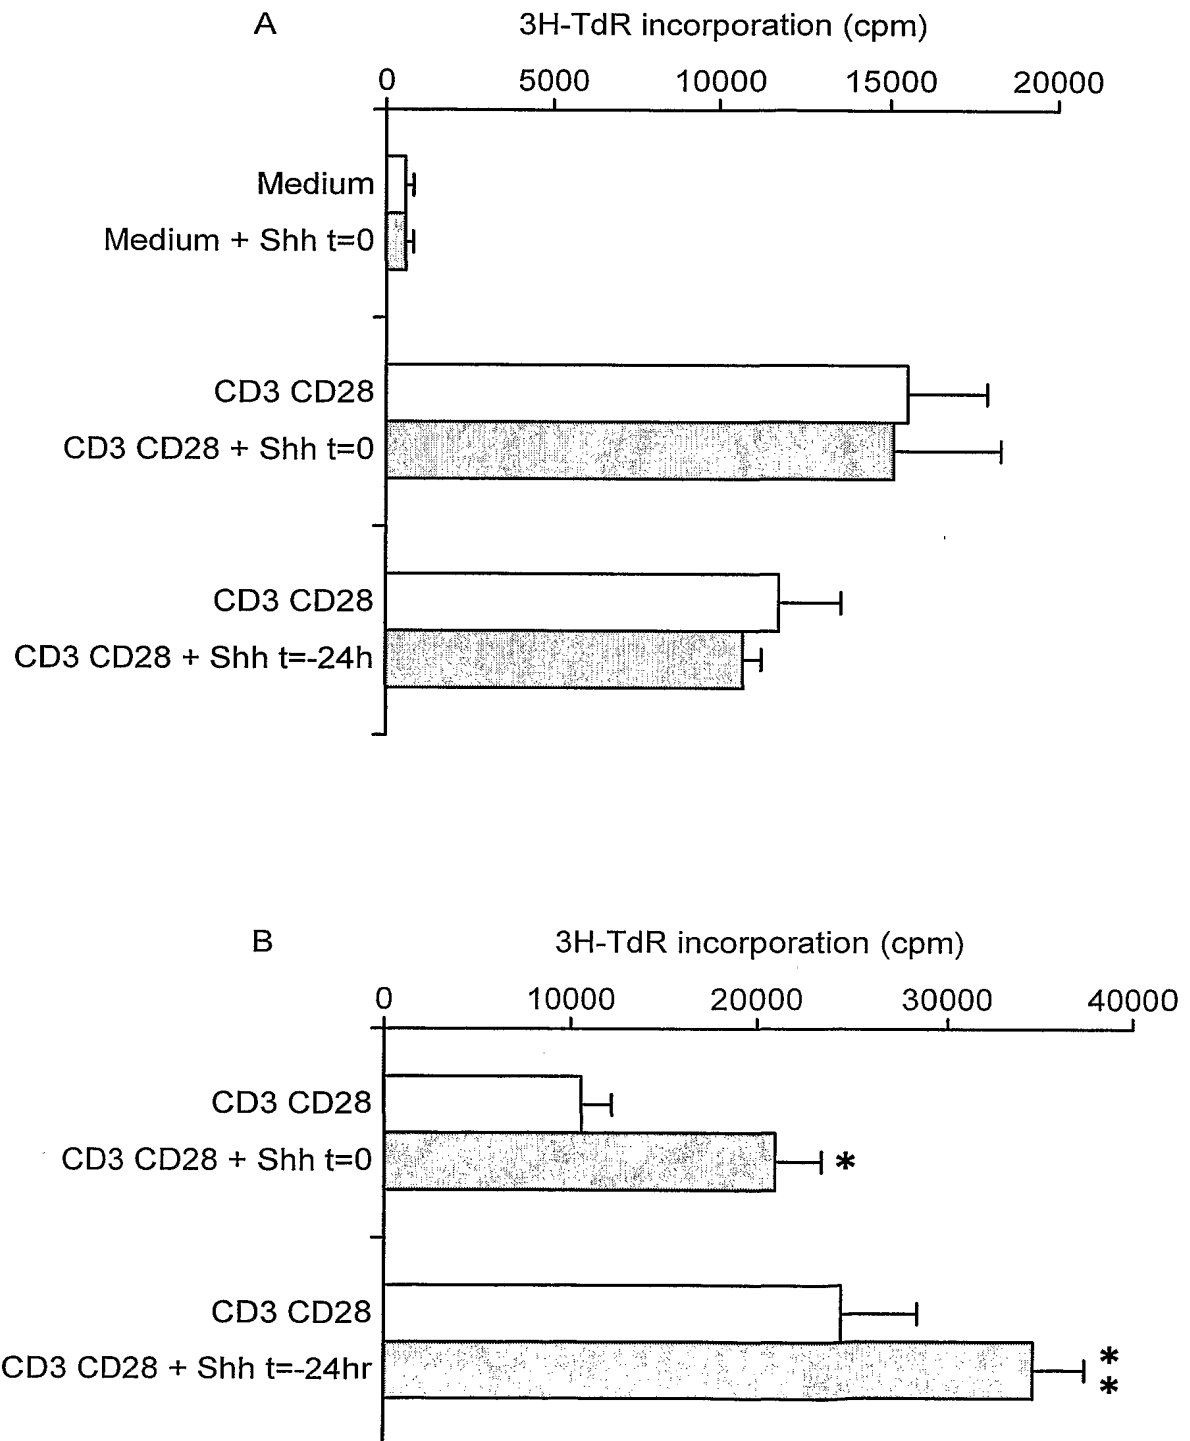 A
3H-TdR incorporation (cpm)
0 5000 10000 15000 20000
Medium
Medium + Shh t=0
CD3 CD28
CD3 CD28 + Shh t=0
CD3 CD28
CD3 CD28 + Shh t=-24h
B
3H-TdR incorporation (cpm)
0 10000 20000 30000 40000
CD3 CD28
CD3 CD28 + Shh t=0 *
CD3 CD28
CD3 CD28 + Shh t=-24hr **